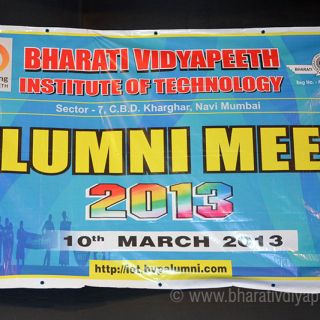 BHARATI VIDYAPEETH
INSTITUTE OF TECHNOLOGY
Sector - 7, C.B.D. Kharghar, Navi Mumbai
LUMNI MEE
2013
10th MARCH 2013
http://iot.bvpalumni.com
© www.bharatividyap